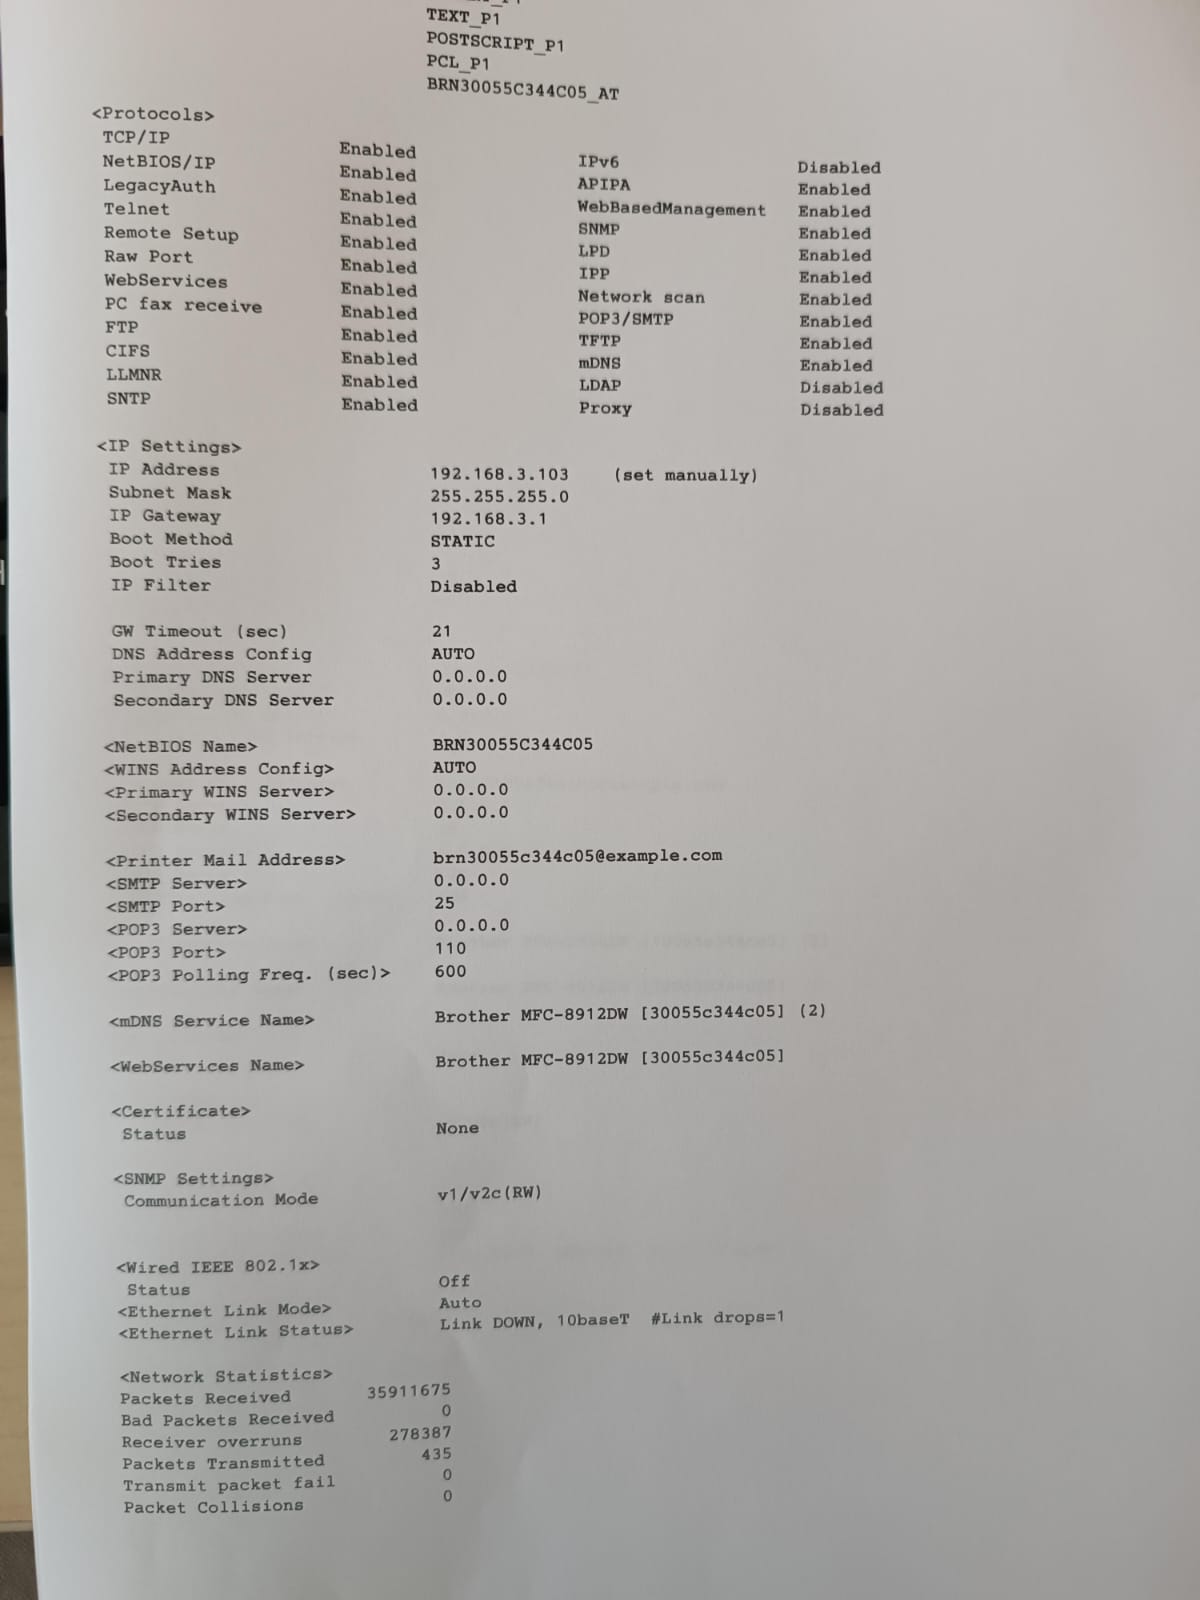 TEXT_P1
POSTSCRIPT_P1
PCL_P1
BRN30055C344C05_AT
<Protocols>
TCP/IP Enabled IPv6 Disabled
NetBIOS/IP Enabled APIPA Enabled
LegacyAuth Enabled WebBasedManagement Enabled
Telnet Enabled SNMP Enabled
Remote Setup Enabled LPD Enabled
Raw Port Enabled IPP Enabled
WebServices Enabled Network scan Enabled
PC fax receive Enabled POP3/SMTP Enabled
FTP Enabled TFTP Enabled
CIFS Enabled mDNS Enabled
LLMNR Enabled LDAP Disabled
SNTP Enabled Proxy Disabled
<IP Settings>
IP Address 192.168.3.103 (set manually)
Subnet Mask 255.255.255.0
IP Gateway 192.168.3.1
Boot Method STATIC
Boot Tries 3
IP Filter Disabled
GW Timeout (sec) 21
DNS Address Config AUTO
Primary DNS Server 0.0.0.0
Secondary DNS Server 0.0.0.0
<NetBIOS Name> BRN30055C344C05
<WINS Address Config> AUTO
<Primary WINS Server> 0.0.0.0
<Secondary WINS Server> 0.0.0.0
<Printer Mail Address> brn30055c344c05@example.com
<SMTP Server> 0.0.0.0
<SMTP Port> 25
<POP3 Server> 0.0.0.0
<POP3 Port> 110
<POP3 Polling Freq. (sec)> 600
<mDNS Service Name> Brother MFC-8912DW [30055c344c05] (2)
<WebServices Name> Brother MFC-8912DW [30055c344c05]
<Certificate>
Status None
<SNMP Settings>
Communication Mode v1/v2c(RW)
<Wired IEEE 802.1x>
Status Off
<Ethernet Link Mode> Auto
<Ethernet Link Status> Link DOWN, 10baseT #Link drops=1
<Network Statistics>
Packets Received 35911675
Bad Packets Received 0
Receiver overruns 278387
Packets Transmitted 435
Transmit packet fail 0
Packet Collisions 0